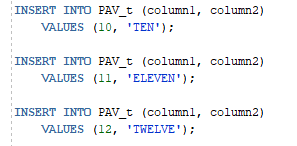 INSERT INTO PAV_t (column1, column2)
VALUES (10, 'TEN');
INSERT INTO PAV_t (column1, column2)
VALUES (11, 'ELEVEN');
INSERT INTO PAV_t (column1, column2)
VALUES (12, 'TWELVE');